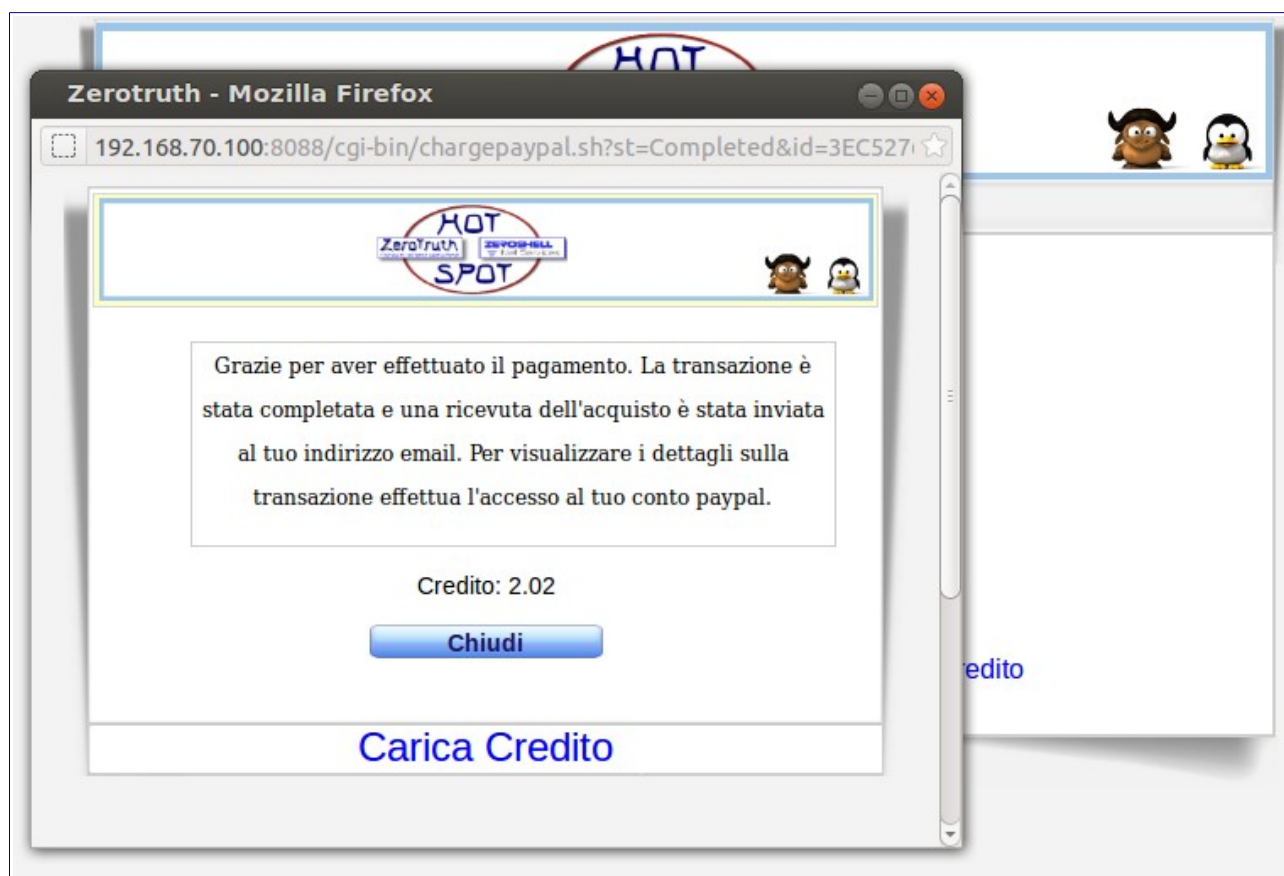 HOT
Zerotruth - Mozilla Firefox
192.168.70.100:8088/cgi-bin/chargepaypal.sh?st=Completed&id=3EC527
HOT
ZeroTruth ZEROSHELL
Net Services
SPOT
Grazie per aver effettuato il pagamento. La transazione è
stata completata e una ricevuta dell'acquisto è stata inviata
al tuo indirizzo email. Per visualizzare i dettagli sulla
transazione effettua l'accesso al tuo conto paypal.
Credito: 2.02
Chiudi
redito
Carica Credito